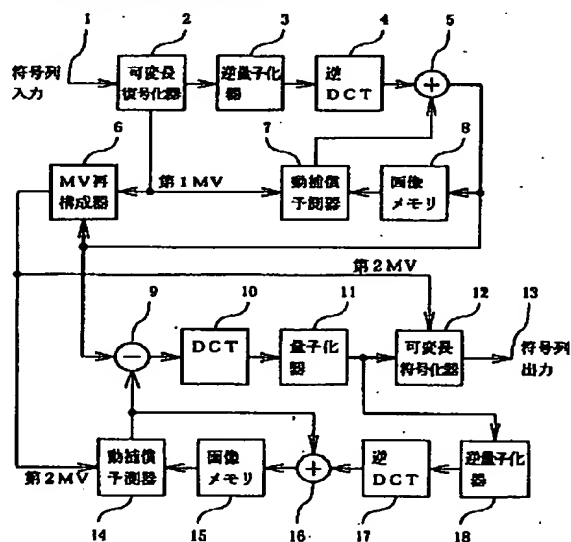 1
2
3
4
5
符号列
入力
可変長
復号化器
逆量子化
器
逆
DCT
+
6
7
8
MV再
構成器
第1MV
動補償
予測器
画像
メモリ
第2MV
9
10
11
12
13
−
DCT
量子化
器
可変長
符号化器
符号列
出力
動補償
予測器
画像
メモリ
+
逆
DCT
逆量子化
器
第2MV
14
15
16
17
18